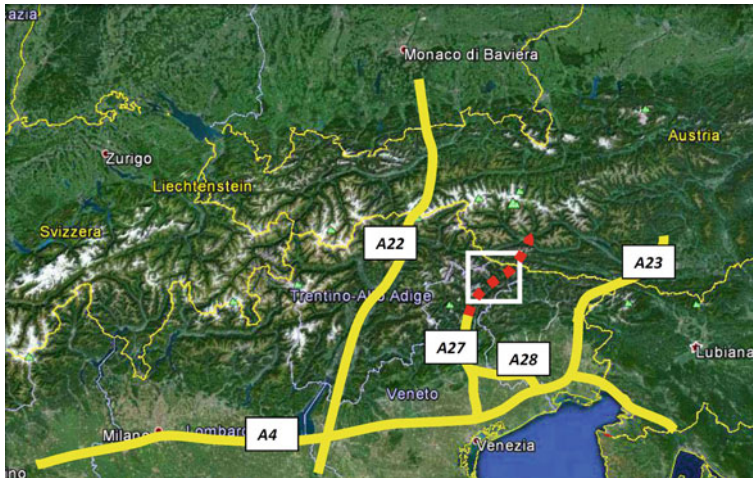 azia
Monaco di Baviera
Austria
Zurigo
Liechtenstein
Svizzera
A22
A23
Trentino-Alto Adige
A27
A28
Lubiana
Veneto
Milano
Lombar
A4
Venezia
no